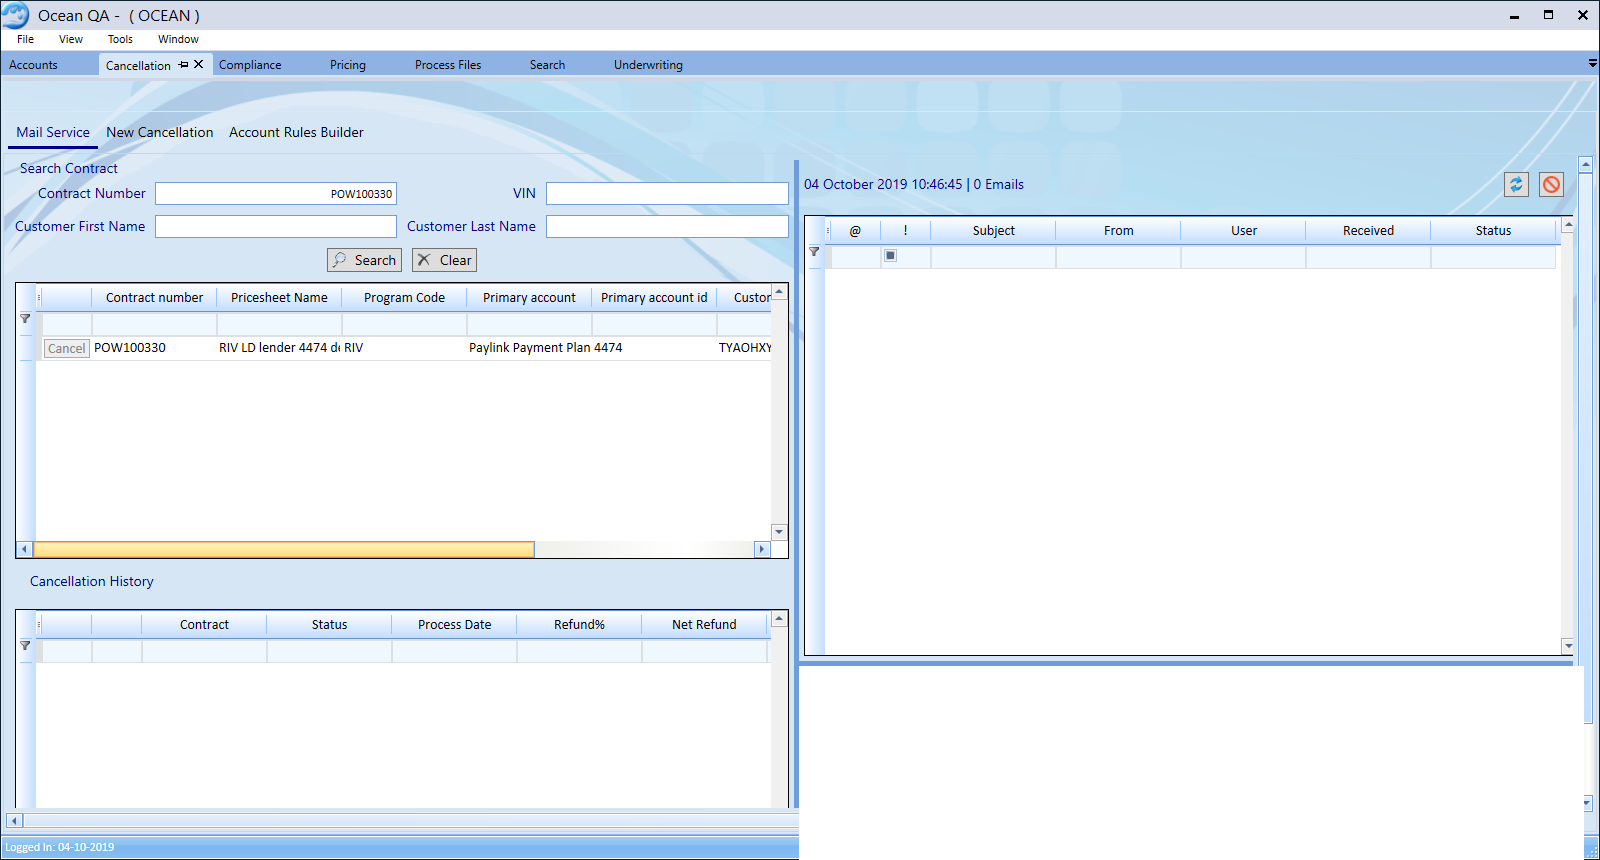 Ocean QA - ( OCEAN )
File View Tools Window
Accounts Cancellation Compliance Pricing Process Files Search Underwriting
Mail Service New Cancellation Account Rules Builder
Search Contract
Contract Number POW100330 VIN
Customer First Name Customer Last Name
Search Clear
Contract number Pricesheet Name Program Code Primary account Primary account id Custor
Cancel POW100330 RIV LD lender 4474 de RIV Paylink Payment Plan 4474 TYAOHXY
Cancellation History
Contract Status Process Date Refund% Net Refund
04 October 2019 10:46:45 | 0 Emails
@ ! Subject From User Received Status
Logged In: 04-10-2019